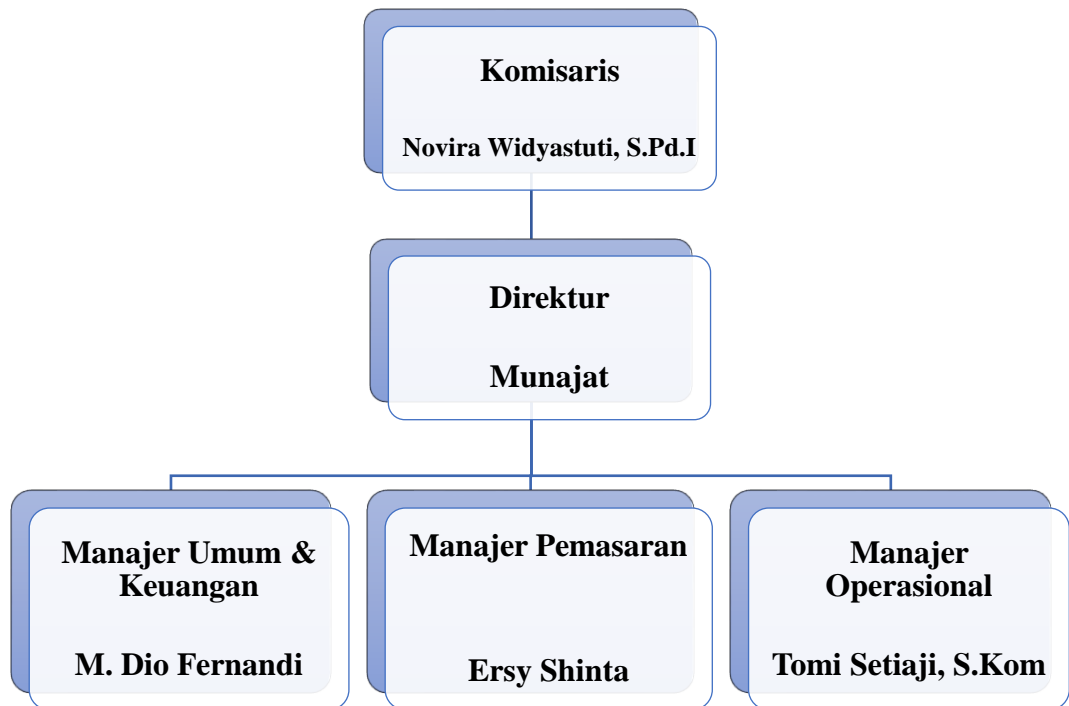 Komisaris
Novira Widyastuti, S.Pd.I
Direktur
Munajat
Manajer Umum &
Keuangan
M. Dio Fernandi
Manajer Pemasaran
Ersy Shinta
Manajer
Operasional
Tomi Setiaji, S.Kom